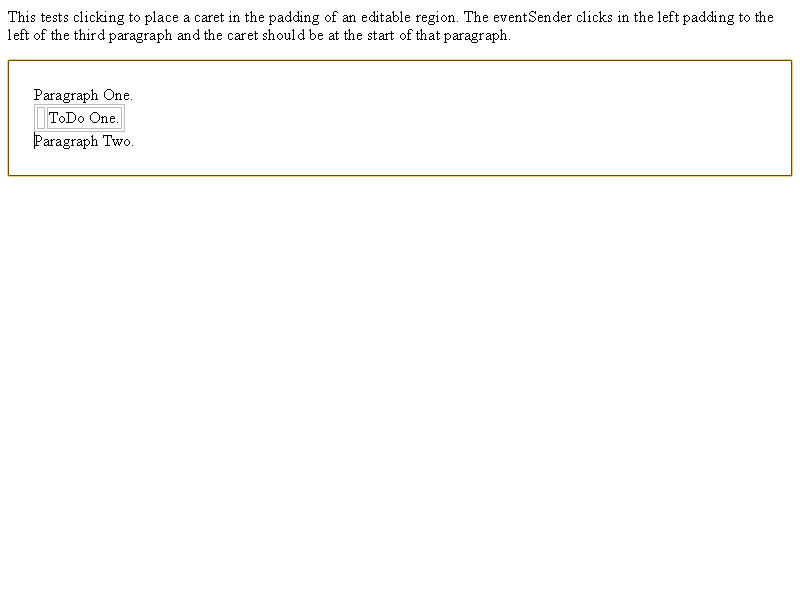 This tests clicking to place a caret in the padding of an editable region. The eventSender clicks in the left padding to the
left of the third paragraph and the caret should be at the start of that paragraph.
Paragraph One.
ToDo One.
Paragraph Two.